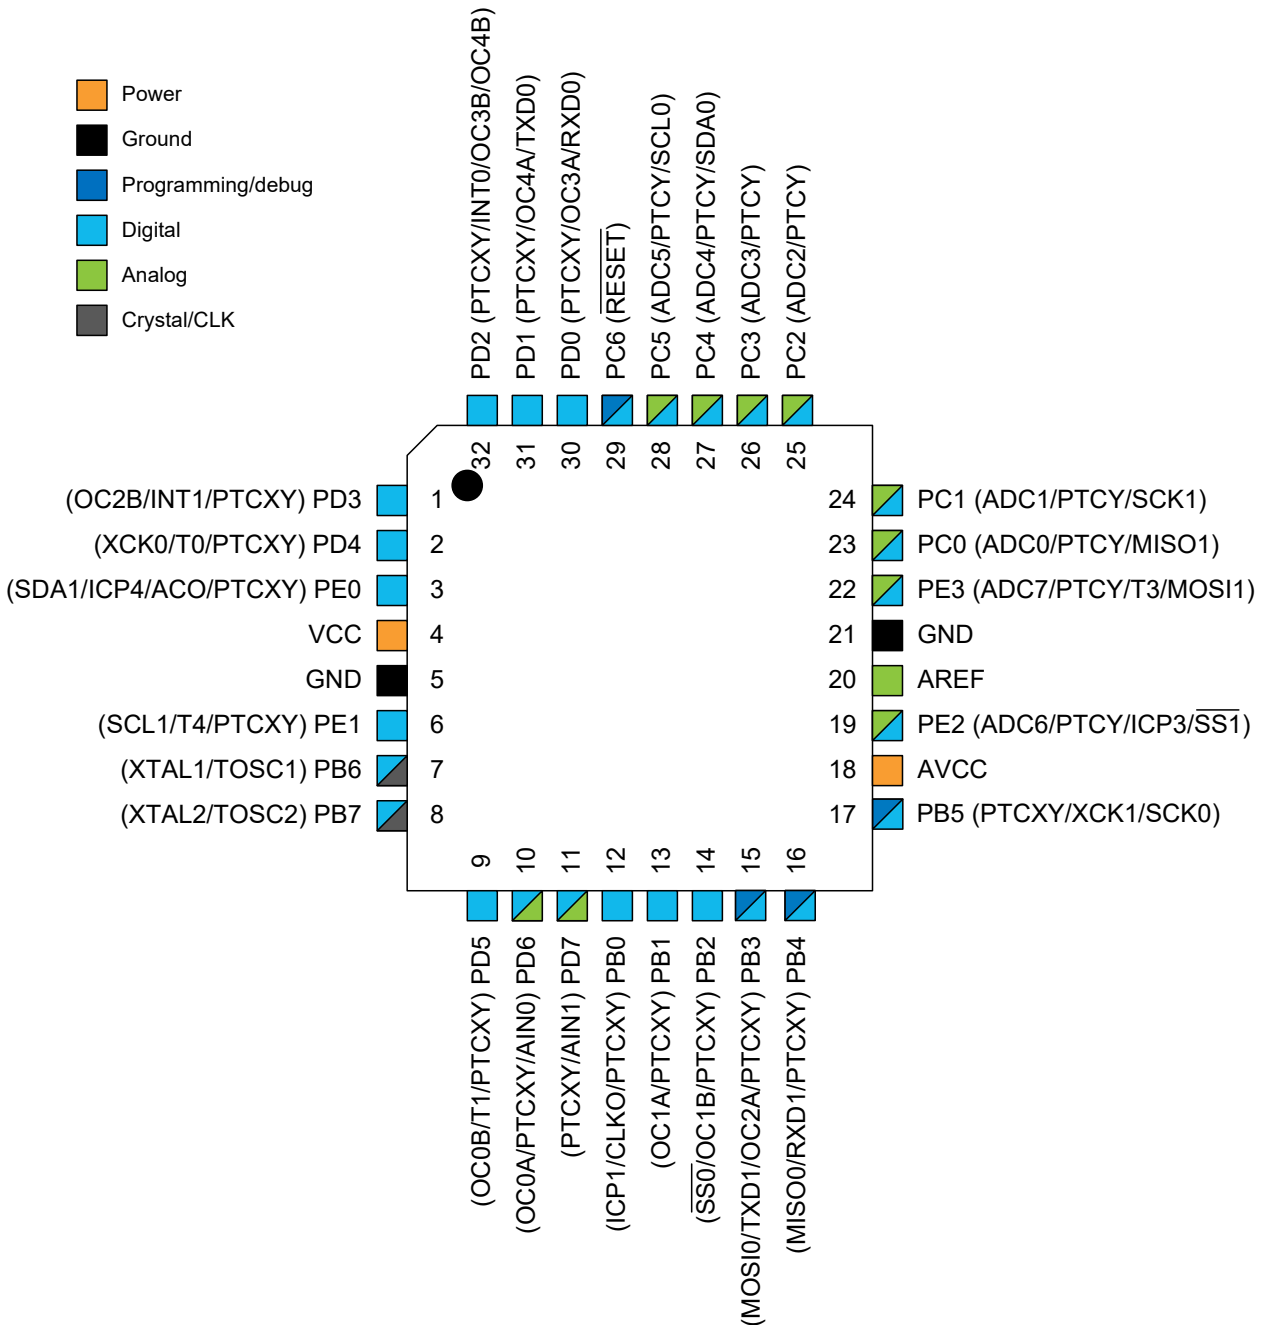 Power
Ground
Programming/debug
Digital
Analog
Crystal/CLK
PD2 (PTCXY/INT0/OC3B/OC4B)
PD1 (PTCXY/OC4A/TXD0)
PD0 (PTCXY/OC3A/RXD0)
PC6 (RESET)
PC5 (ADC5/PTCY/SCL0)
PC4 (ADC4/PTCY/SDA0)
PC3 (ADC3/PTCY)
PC2 (ADC2/PTCY)
32
31
30
29
28
27
26
25
(OC2B/INT1/PTCXY) PD3 1
(XCK0/T0/PTCXY) PD4 2
(SDA1/ICP4/ACO/PTCXY) PE0 3
VCC 4
GND 5
(SCL1/T4/PTCXY) PE1 6
(XTAL1/TOSC1) PB6 7
(XTAL2/TOSC2) PB7 8
24 PC1 (ADC1/PTCY/SCK1)
23 PC0 (ADC0/PTCY/MISO1)
22 PE3 (ADC7/PTCY/T3/MOSI1)
21 GND
20 AREF
19 PE2 (ADC6/PTCY/ICP3/SS1)
18 AVCC
17 PB5 (PTCXY/XCK1/SCK0)
9
10
11
12
13
14
15
16
(OC0B/T1/PTCXY) PD5
(OC0A/PTCXY/AIN0) PD6
(PTCXY/AIN1) PD7
(ICP1/CLKO/PTCXY) PB0
(OC1A/PTCXY) PB1
(SS0/OC1B/PTCXY) PB2
(MOSI0/TXD1/OC2A/PTCXY) PB3
(MISO0/RXD1/PTCXY) PB4